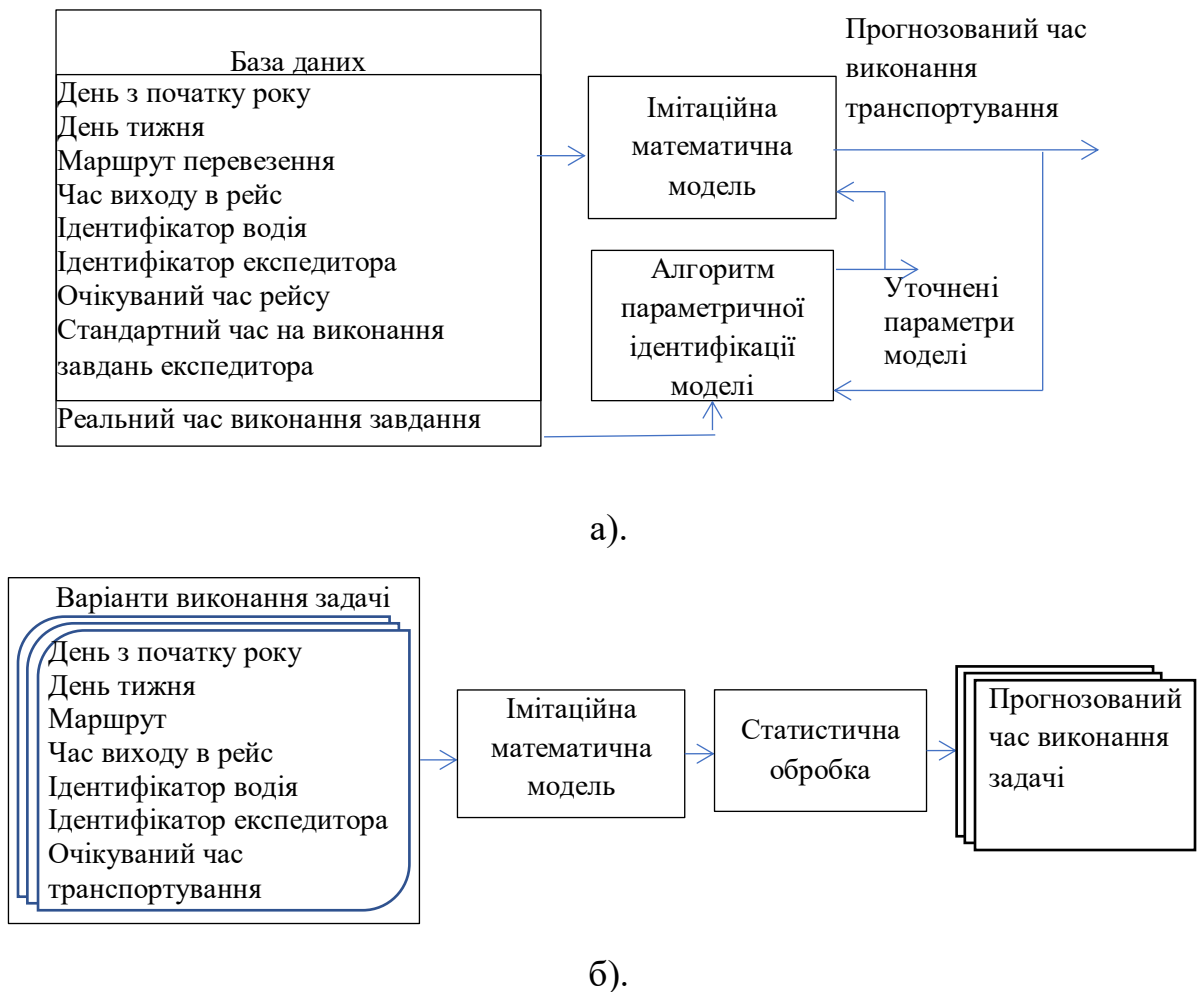 База даних
День з початку року
День тижня
Маршрут перевезення
Час виходу в рейс
Ідентифікатор водія
Ідентифікатор експедитора
Очікуваний час рейсу
Стандартний час на виконання
завдань експедитора
Реальний час виконання завдання
Імітаційна
математична
модель
Прогнозований час
виконання
транспортування
Алгоритм
параметричної
ідентифікації
моделі
Уточнені
параметри
моделі
а).
Варіанти виконання задачі
День з початку року
День тижня
Маршрут
Час виходу в рейс
Ідентифікатор водія
Ідентифікатор експедитора
Очікуваний час
транспортування
Імітаційна
математична
модель
Статистична
обробка
Прогнозований
час виконання
задачі
б).